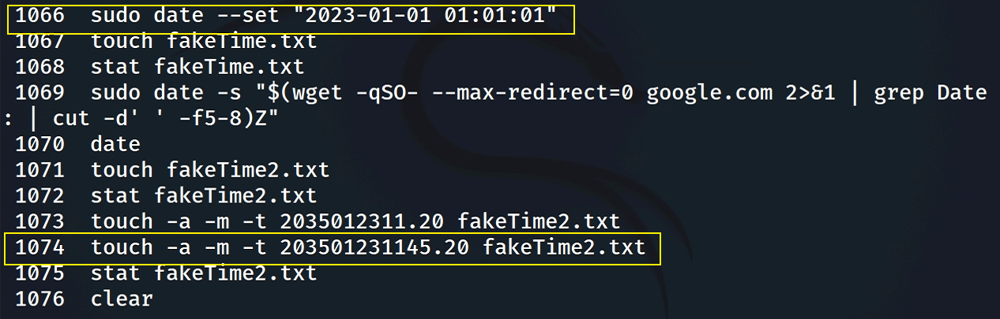 1066  sudo date --set "2023-01-01 01:01:01"
1067  touch fakeTime.txt
1068  stat fakeTime.txt
1069  sudo date -s "$(wget -qSO- --max-redirect=0 google.com 2>&1 | grep Date
: | cut -d' ' -f5-8)Z"
1070  date
1071  touch fakeTime2.txt
1072  stat fakeTime2.txt
1073  touch -a -m -t 2035012311.20 fakeTime2.txt
1074  touch -a -m -t 203501231145.20 fakeTime2.txt
1075  stat fakeTime2.txt
1076  clear